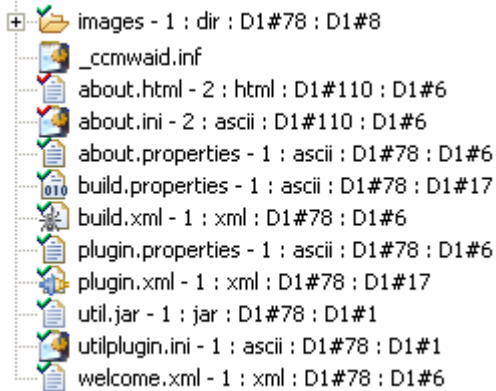 images - 1 : dir : D1#78 : D1#8
_ccmwaid.inf
about.html - 2 : html : D1#110 : D1#6
about.ini - 2 : ascii : D1#110 : D1#6
about.properties - 1 : ascii : D1#78 : D1#6
build.properties - 1 : ascii : D1#78 : D1#17
build.xml - 1 : xml : D1#78 : D1#6
plugin.properties - 1 : ascii : D1#78 : D1#6
plugin.xml - 1 : xml : D1#78 : D1#17
util.jar - 1 : jar : D1#78 : D1#1
utilplugin.ini - 1 : ascii : D1#78 : D1#1
welcome.xml - 1 : xml : D1#78 : D1#6